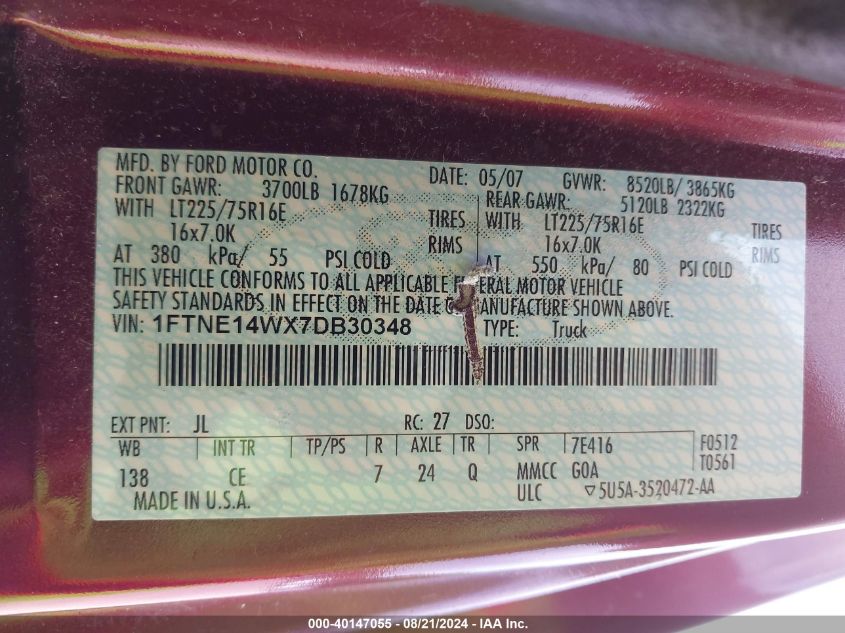 MFD. BY FORD MOTOR CO. DATE: 05/07 GVWR: 8520LB/ 3865KG
FRONT GAWR: 3700LB 1678KG REAR GAWR: 5120LB 2322KG
WITH LT225/75R16E TIRES WITH LT225/75R16E TIRES
16x7.0K RIMS 16x7.0K RIMS
AT 380 kPa/ 55 PSI COLD AT 550 kPa/ 80 PSI COLD
THIS VEHICLE CONFORMS TO ALL APPLICABLE F ERAL MOTOR VEHICLE
SAFETY STANDARDS IN EFFECT ON THE DATE O MANUFACTURE SHOWN ABOVE.
VIN: 1FTNE14WX7DB30348 TYPE: Truck
EXT PNT: JL RC: 27 DSO:
WB INT TR TP/PS R AXLE TR SPR 7E416 F0512
138 CE 7 24 Q MMCC GOA T0561
MADE IN U.S.A. ULC ▽5U5A-3520472-AA
000-40147055 - 08/21/2024 - IAA Inc.